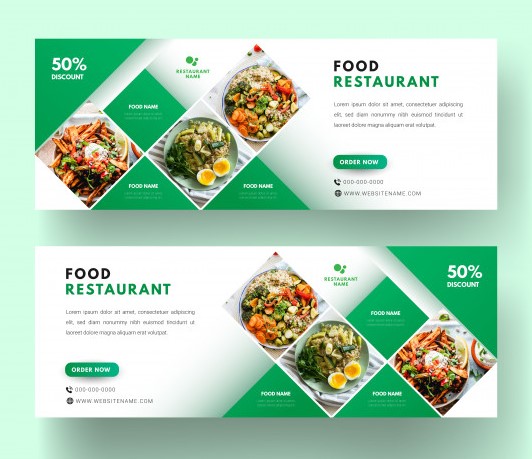 50%
DISCOUNT
RESTAURANT
NAME
FOOD NAME
FOOD NAME
FOOD NAME
FOOD
RESTAURANT
Lorem ipsum dolor sit amet, consectetuer adipiscing
elit, sed diam nonummy nibh euismod tincidunt ut
laoreet dolore magna aliquam erat volutpat.
ORDER NOW
000-000-0000
WWW.WEBSITENAME.COM
FOOD
RESTAURANT
Lorem ipsum dolor sit amet, consectetuer adipiscing
elit, sed diam nonummy nibh euismod tincidunt ut
laoreet dolore magna aliquam erat volutpat.
ORDER NOW
000-000-0000
WWW.WEBSITENAME.COM
RESTAURANT
NAME
50%
DISCOUNT
FOOD NAME
FOOD NAME
FOOD NAME